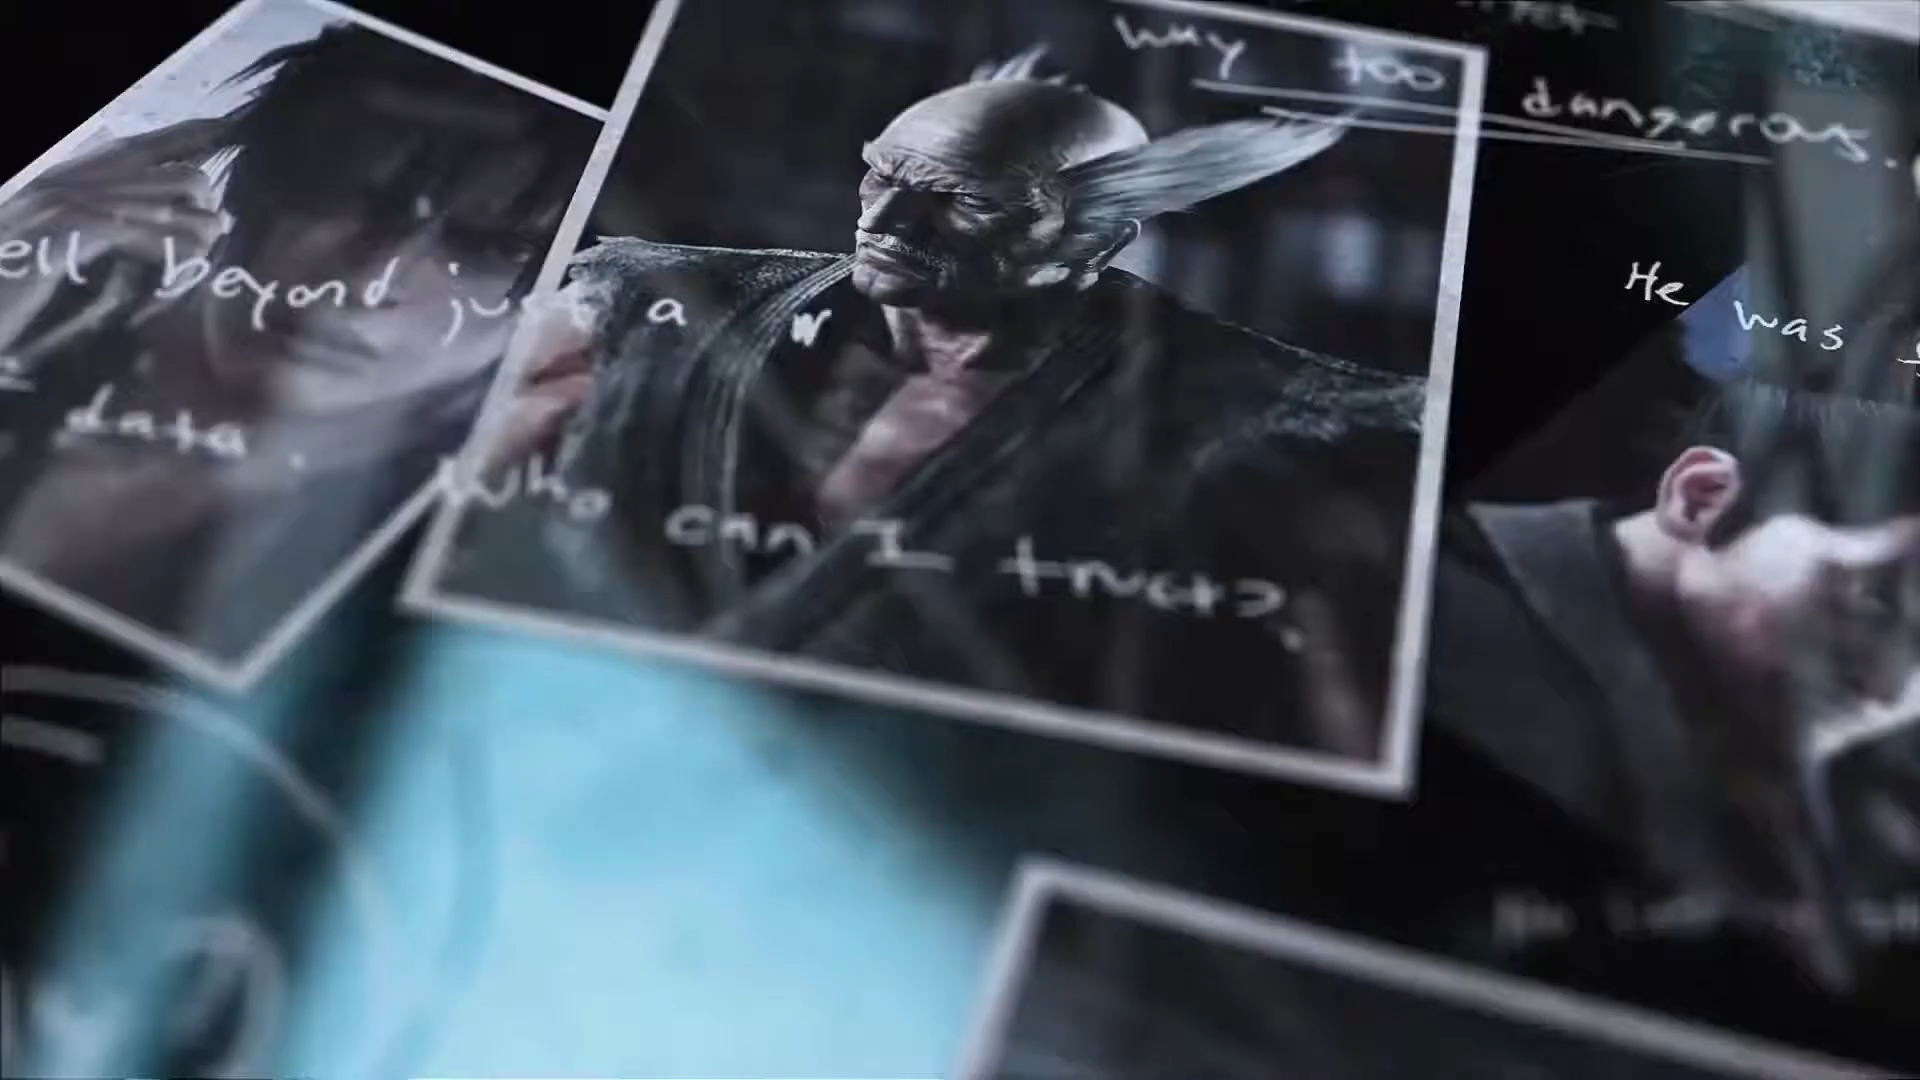 way too dangerous.
He was
ell beyond just a w
data.
Who can I trust?